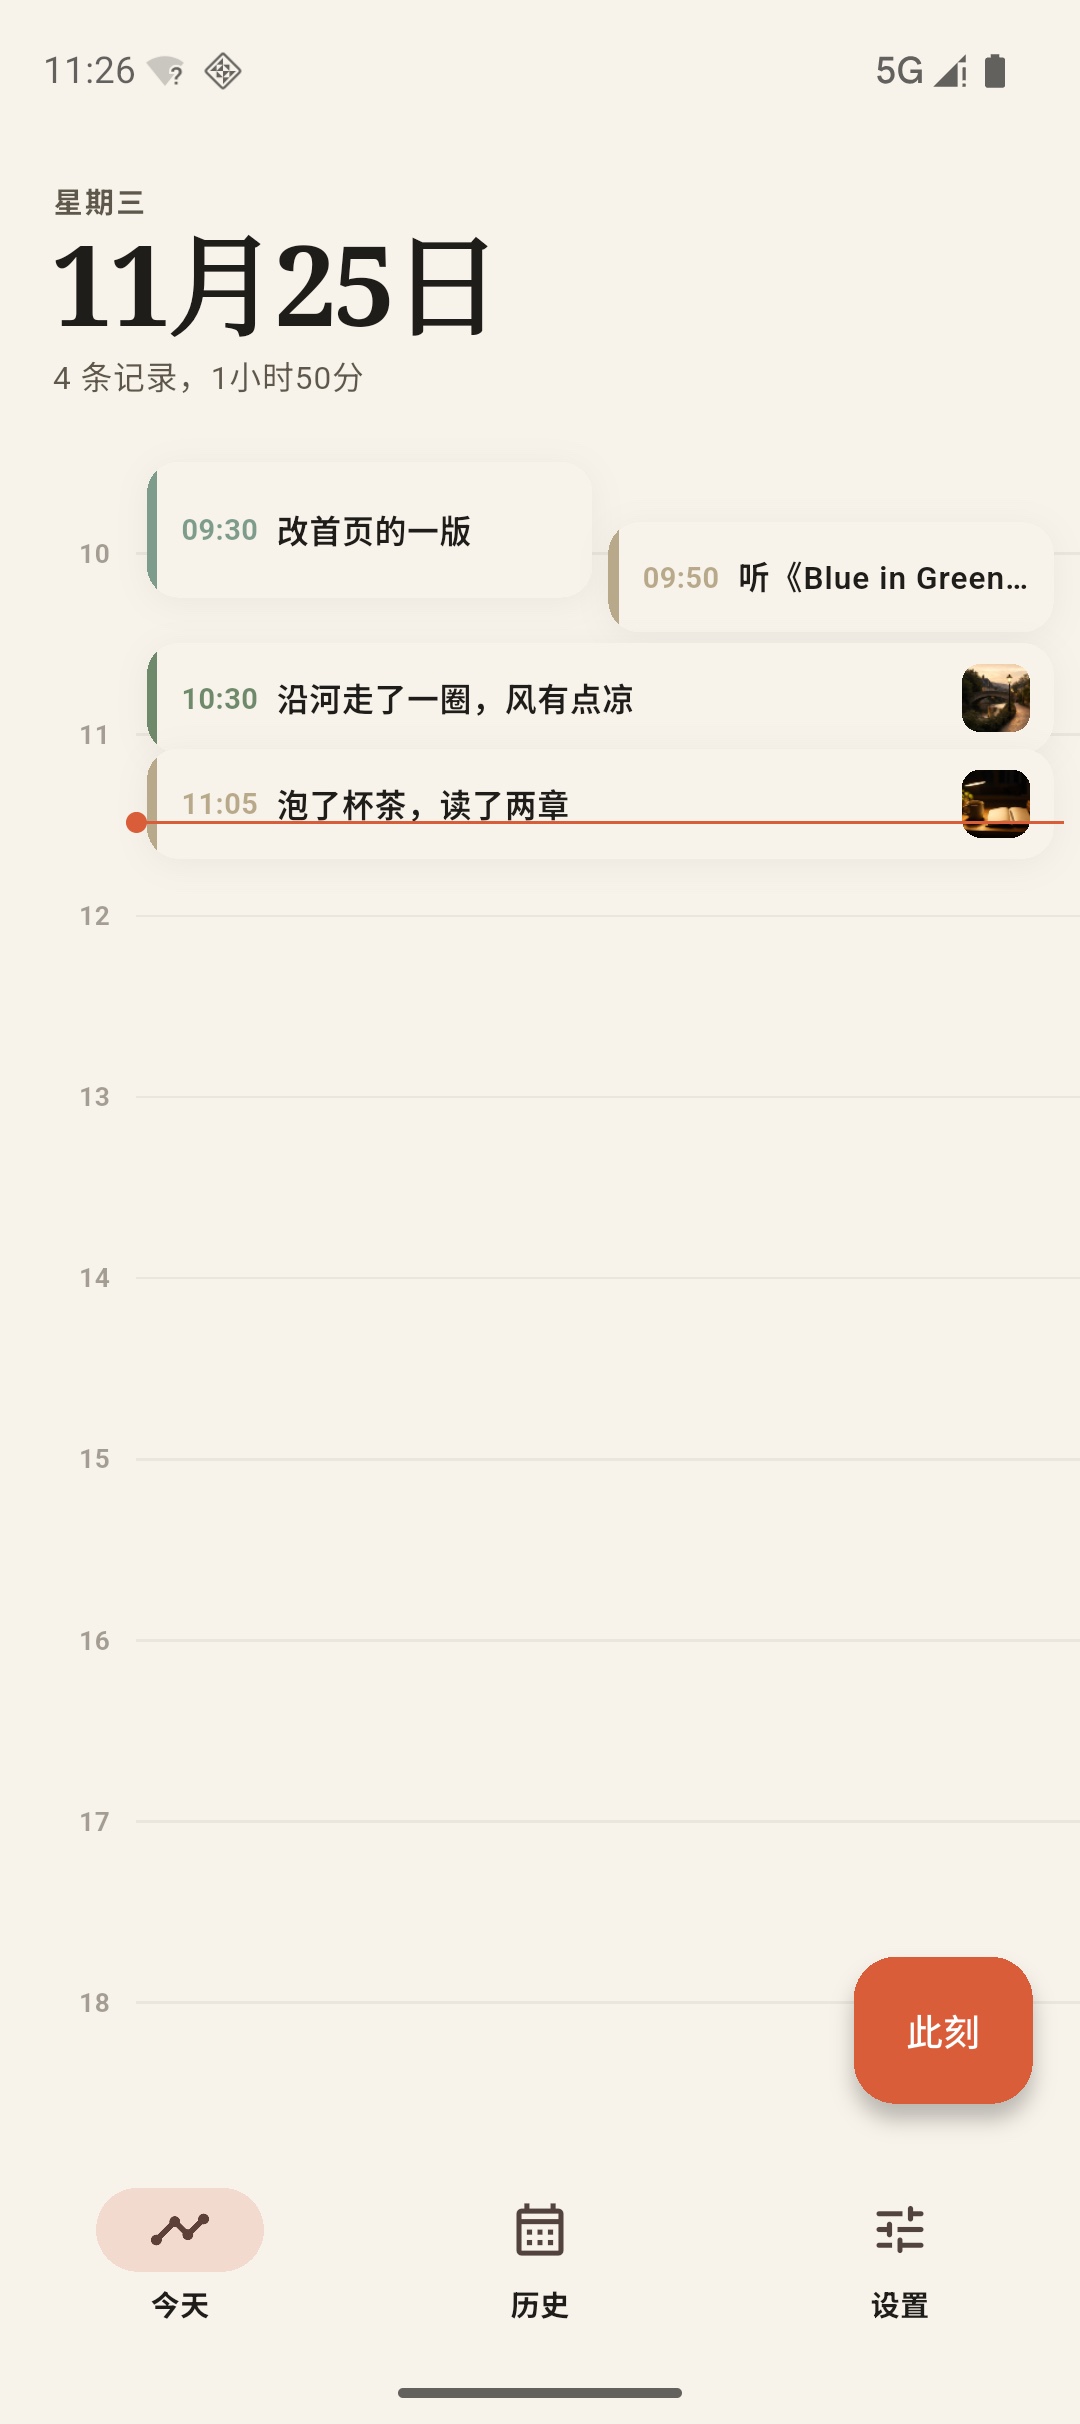 11:26
5G
星期三
11月25日
4 条记录，1小时50分
09:30 改首页的一版
10
09:50 听《Blue in Green…
10:30 沿河走了一圈，风有点凉
11
11:05 泡了杯茶，读了两章
12
13
14
15
16
17
18
此刻
今天
历史
设置